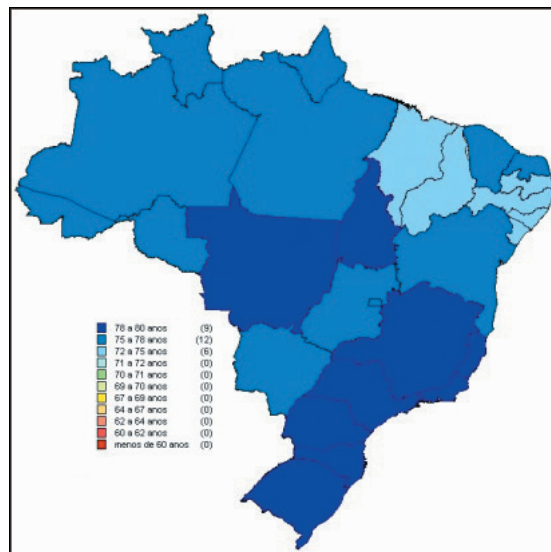 78 a 80 anos (9)
75 a 78 anos (12)
72 a 75 anos (6)
71 a 72 anos (0)
70 a 71 anos (0)
69 a 70 anos (0)
67 a 69 anos (0)
64 a 67 anos (0)
62 a 64 anos (0)
60 a 62 anos (0)
menos de 60 anos (0)